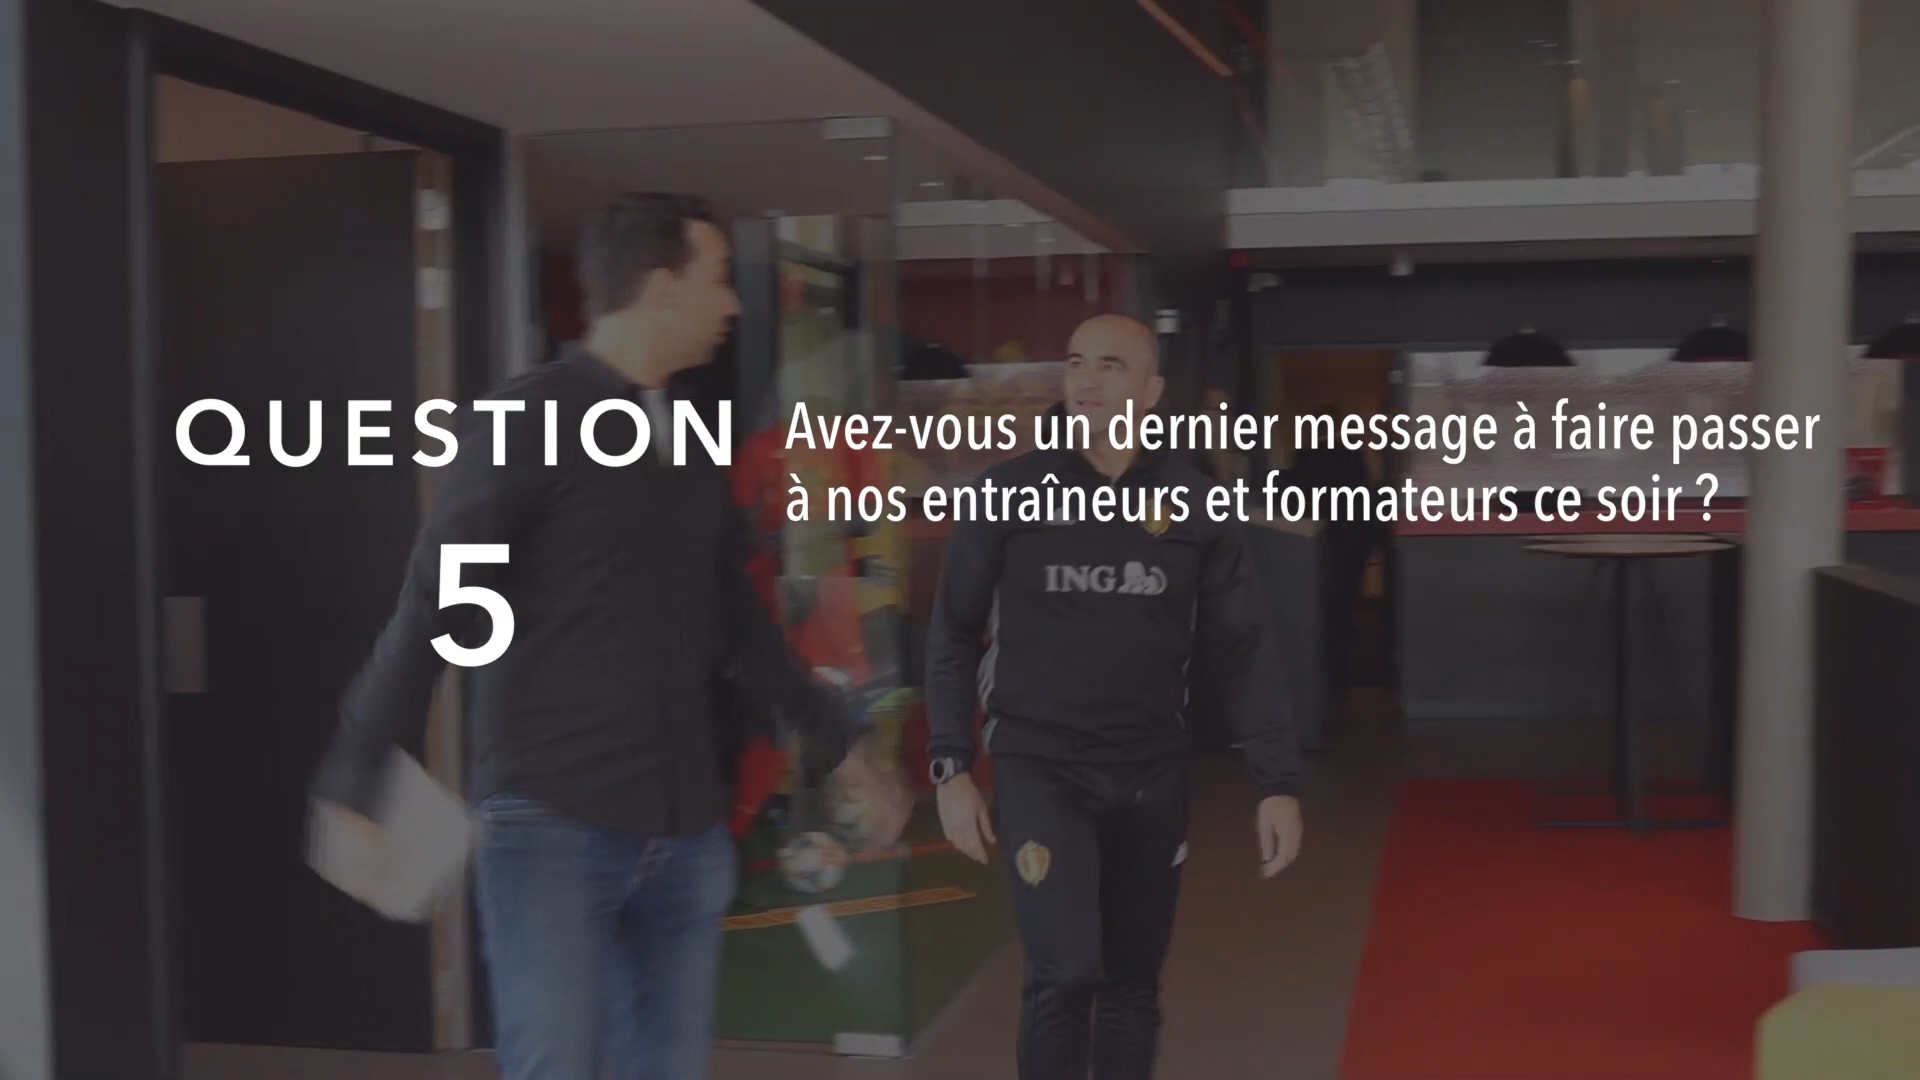 QUESTION
5
Avez-vous un dernier message à faire passer
à nos entraîneurs et formateurs ce soir ?
ING